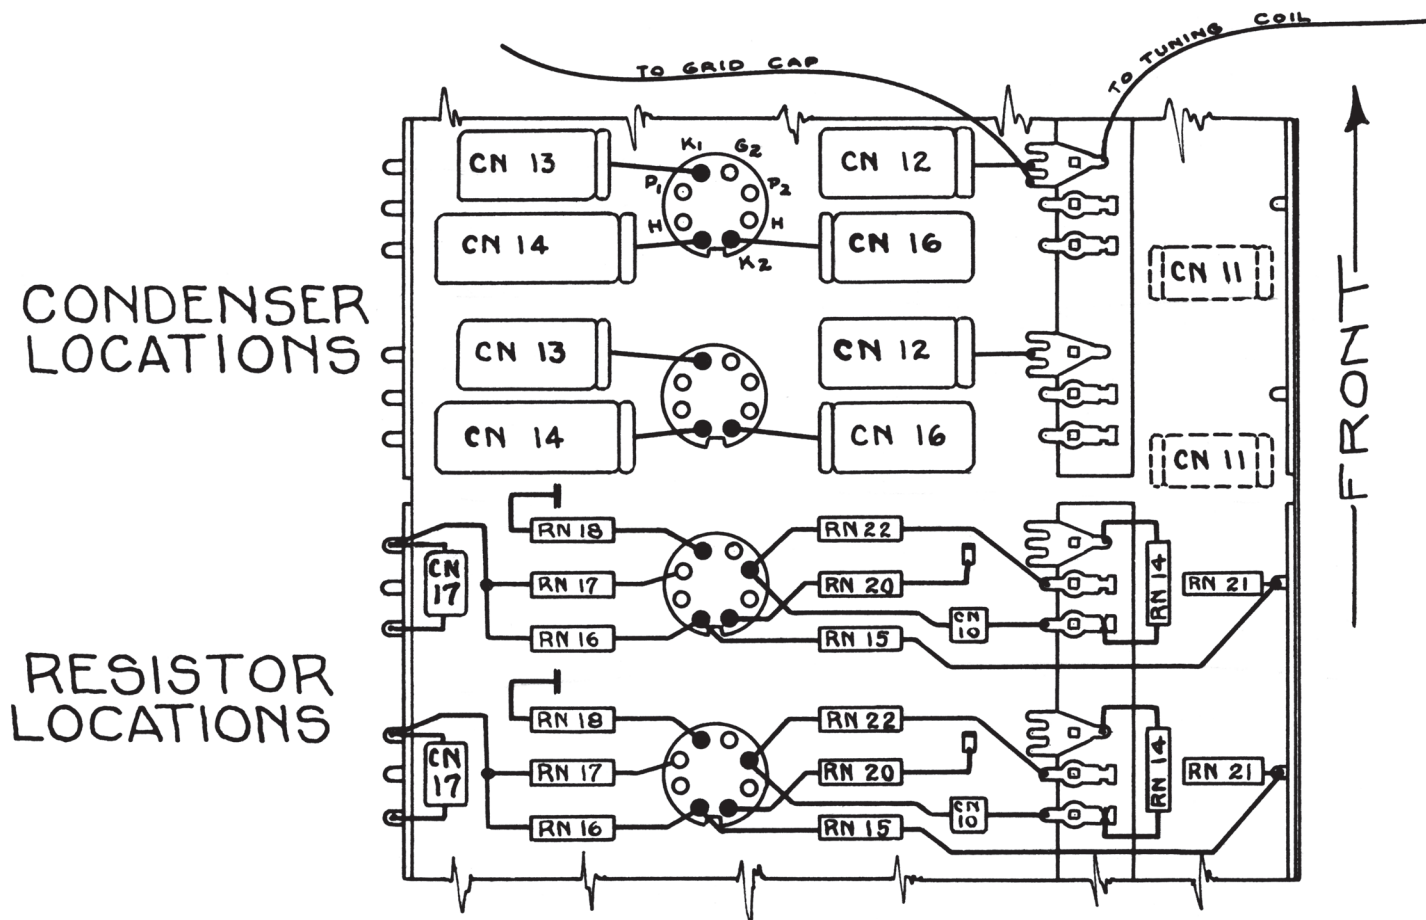 TO GRID CAP
TO TUNING COIL
CONDENSER
LOCATIONS
FRONT
CN 13
K1
G2
CN 12
P1
P2
CN 14
H
H
CN 16
K2
CN 11
CN 13
CN 12
CN 14
CN 16
CN 11
RESISTOR
LOCATIONS
RN 18
RN 22
CN
17
RN 17
RN 20
RN 14
RN 21
RN 16
CN
10
RN 15
RN 18
RN 22
CN
17
RN 17
RN 20
RN 14
RN 21
RN 16
CN
10
RN 15